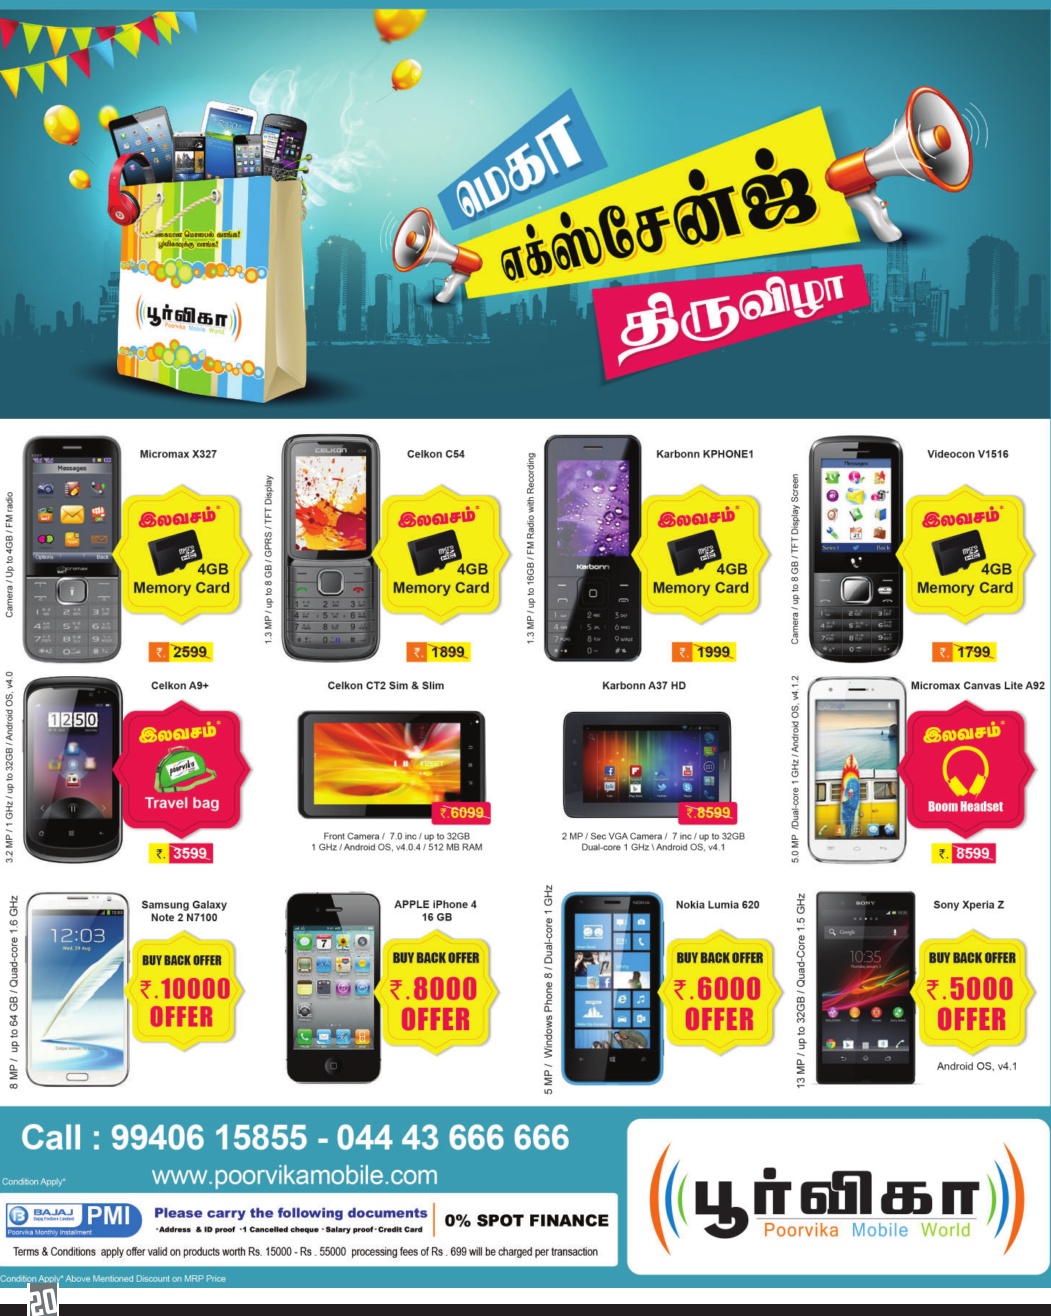 மெகா
எக்ஸ்சேன்ஜ்
திருவிழா
மொபைல் வாங்க!
பூர்விகாவுக்கு வாங்க!
பூர்விகா
Poorvika Mobile World
Micromax X327
Camera / Up to 4GB / FM radio
இலவசம்*
4GB
Memory Card
₹. 2599
Celkon C54
1.3 MP / up to 8 GB / GPRS / TFT Display
இலவசம்*
4GB
Memory Card
₹. 1899
Karbonn KPHONE1
1.3 MP / up to 16GB / FM Radio with Recording
இலவசம்*
4GB
Memory Card
₹. 1999
Videocon V1516
Camera / up to 8 GB / TFT Display Screen
இலவசம்*
4GB
Memory Card
₹. 1799
Celkon A9+
3.2 MP / 1 GHz / up to 32GB / Android OS, v4.0
இலவசம்*
poorvika
Travel bag
₹. 3599
Celkon CT2 Sim & Slim
₹.6099
Front Camera / 7.0 inc / up to 32GB
1 GHz / Android OS, v4.0.4 / 512 MB RAM
Karbonn A37 HD
₹.8599
2 MP / Sec VGA Camera / 7 inc / up to 32GB
Dual-core 1 GHz \ Android OS, v4.1
Micromax Canvas Lite A92
5.0 MP /Dual-core 1 GHz / Android OS, v4.1.2
இலவசம்*
Boom Headset
₹. 8599
Samsung Galaxy
Note 2 N7100
8 MP / up to 64 GB / Quad-core 1.6 GHz
12:03
BUY BACK OFFER
₹.10000
OFFER
APPLE iPhone 4
16 GB
BUY BACK OFFER
₹.8000
OFFER
Nokia Lumia 620
5 MP / Windows Phone 8 / Dual-core 1 GHz
BUY BACK OFFER
₹.6000
OFFER
Sony Xperia Z
13 MP / up to 32GB / Quad-Core 1.5 GHz
SONY
Google
10:35
BUY BACK OFFER
₹.5000
OFFER
Android OS, v4.1
Call : 99406 15855 - 044 43 666 666
www.poorvikamobile.com
Condition Apply*
BAJAJ PMI
Poorvika Monthly Installment
Please carry the following documents
·Address & ID proof ·1 Cancelled cheque ·Salary proof ·Credit Card
0% SPOT FINANCE
Terms & Conditions apply offer valid on products worth Rs. 15000 - Rs . 55000 processing fees of Rs . 699 will be charged per transaction
பூர்விகா
Poorvika Mobile World
Condition Apply* Above Mentioned Discount on MRP Price
20